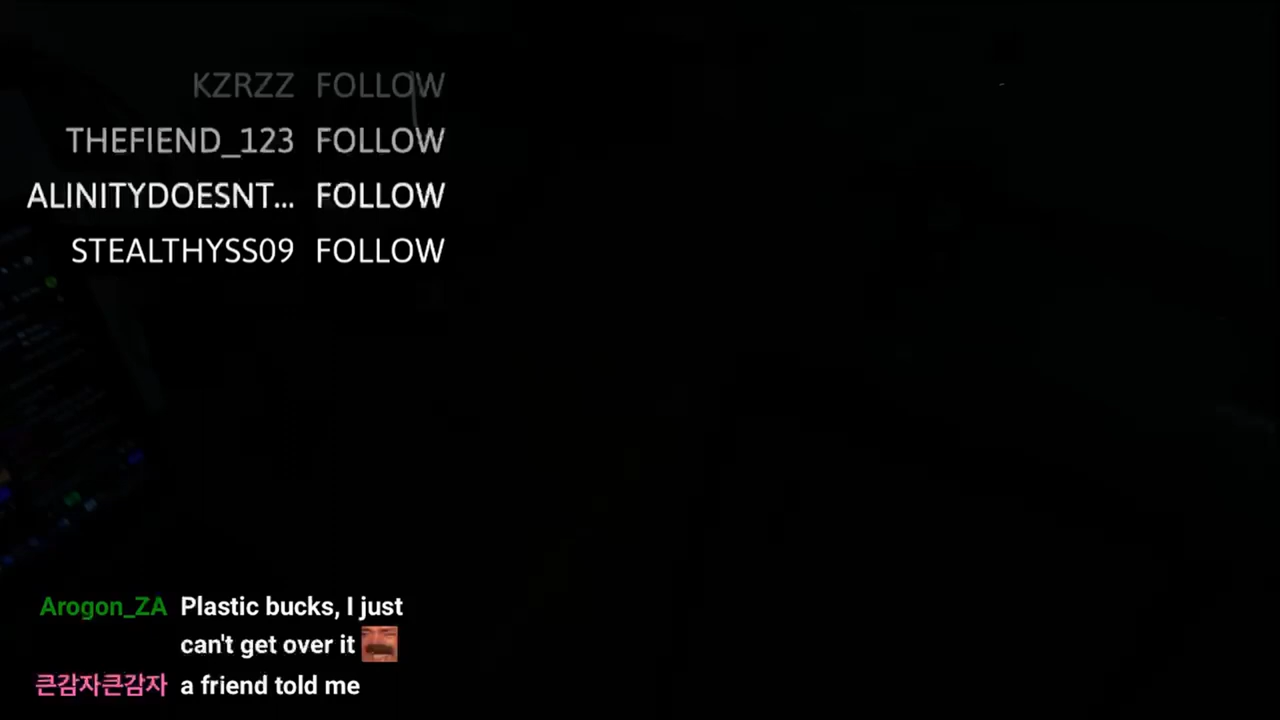 KZRZZ FOLLOW
THEFIEND_123 FOLLOW
ALINITYDOESNT... FOLLOW
STEALTHYSS09 FOLLOW
Arogon_ZA Plastic bucks, I just
can't get over it
큰감자큰감자 a friend told me